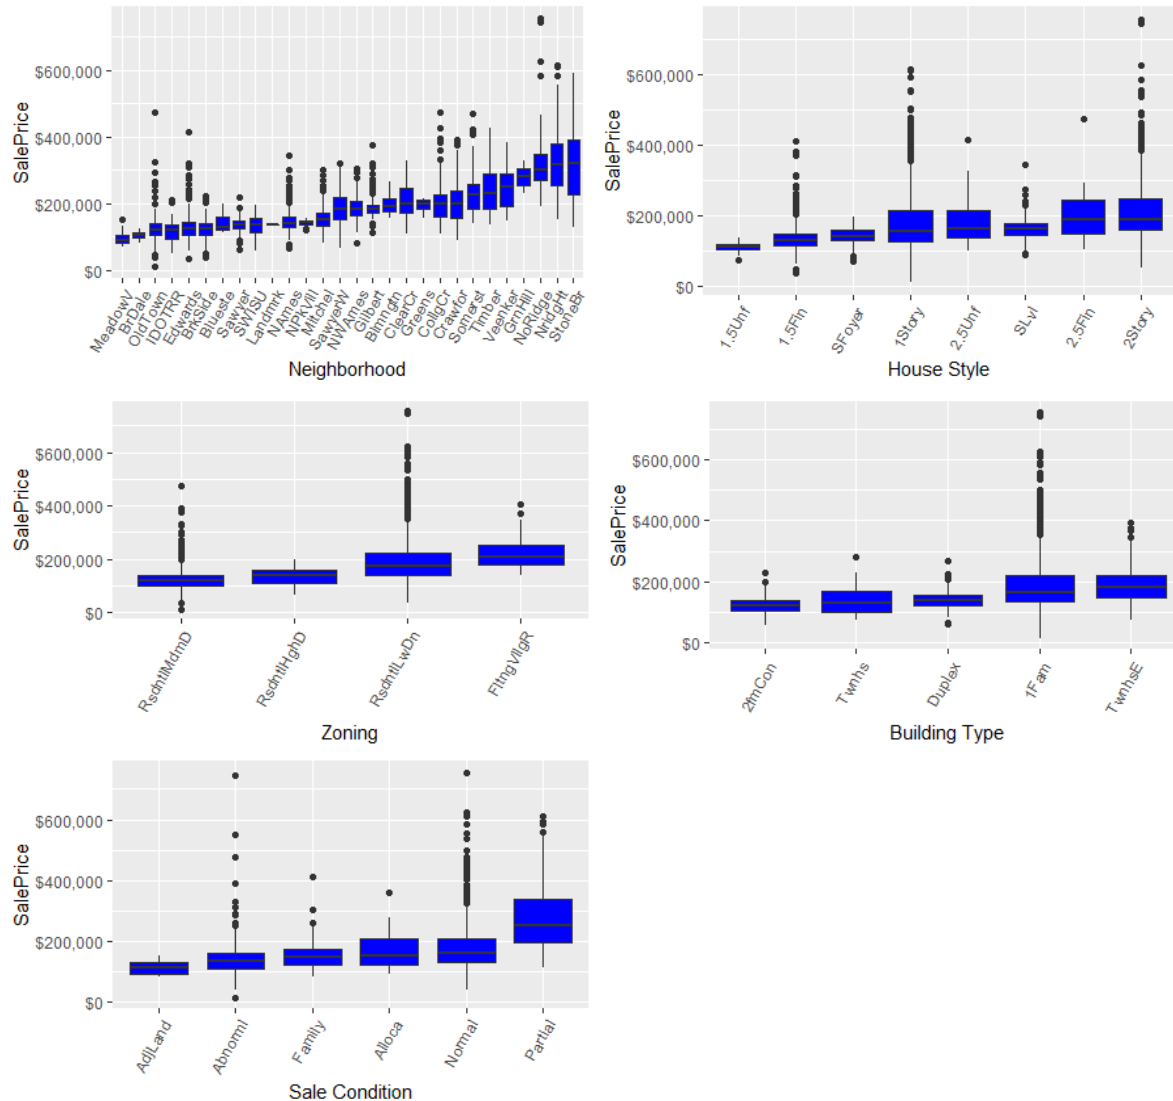 SalePrice
$600,000
$400,000
$200,000
$0
MeadowV
BrDale
OldTown
IDOTRR
Edwards
BrkSide
Blueste
Sawyer
SWISU
Landmrk
NAmes
NPkVill
Mitchel
SawyerW
NWAmes
Gilbert
Blmngtn
ClearCr
Greens
CollgCr
Crawfor
Somerst
Timber
Veenker
GrnHill
NoRidge
NridgHt
StoneBr
Neighborhood
SalePrice
$600,000
$400,000
$200,000
$0
1.5Unf
1.5Fin
SFoyer
1Story
2.5Unf
SLvl
2.5Fin
2Story
House Style
SalePrice
$600,000
$400,000
$200,000
$0
RsdntlMdmD
RsdntlHghD
RsdntlLwDn
FltngVllgR
Zoning
SalePrice
$600,000
$400,000
$200,000
$0
2fmCon
Twnhs
Duplex
1Fam
TwnhsE
Building Type
SalePrice
$600,000
$400,000
$200,000
$0
AdjLand
Abnorml
Family
Alloca
Normal
Partial
Sale Condition